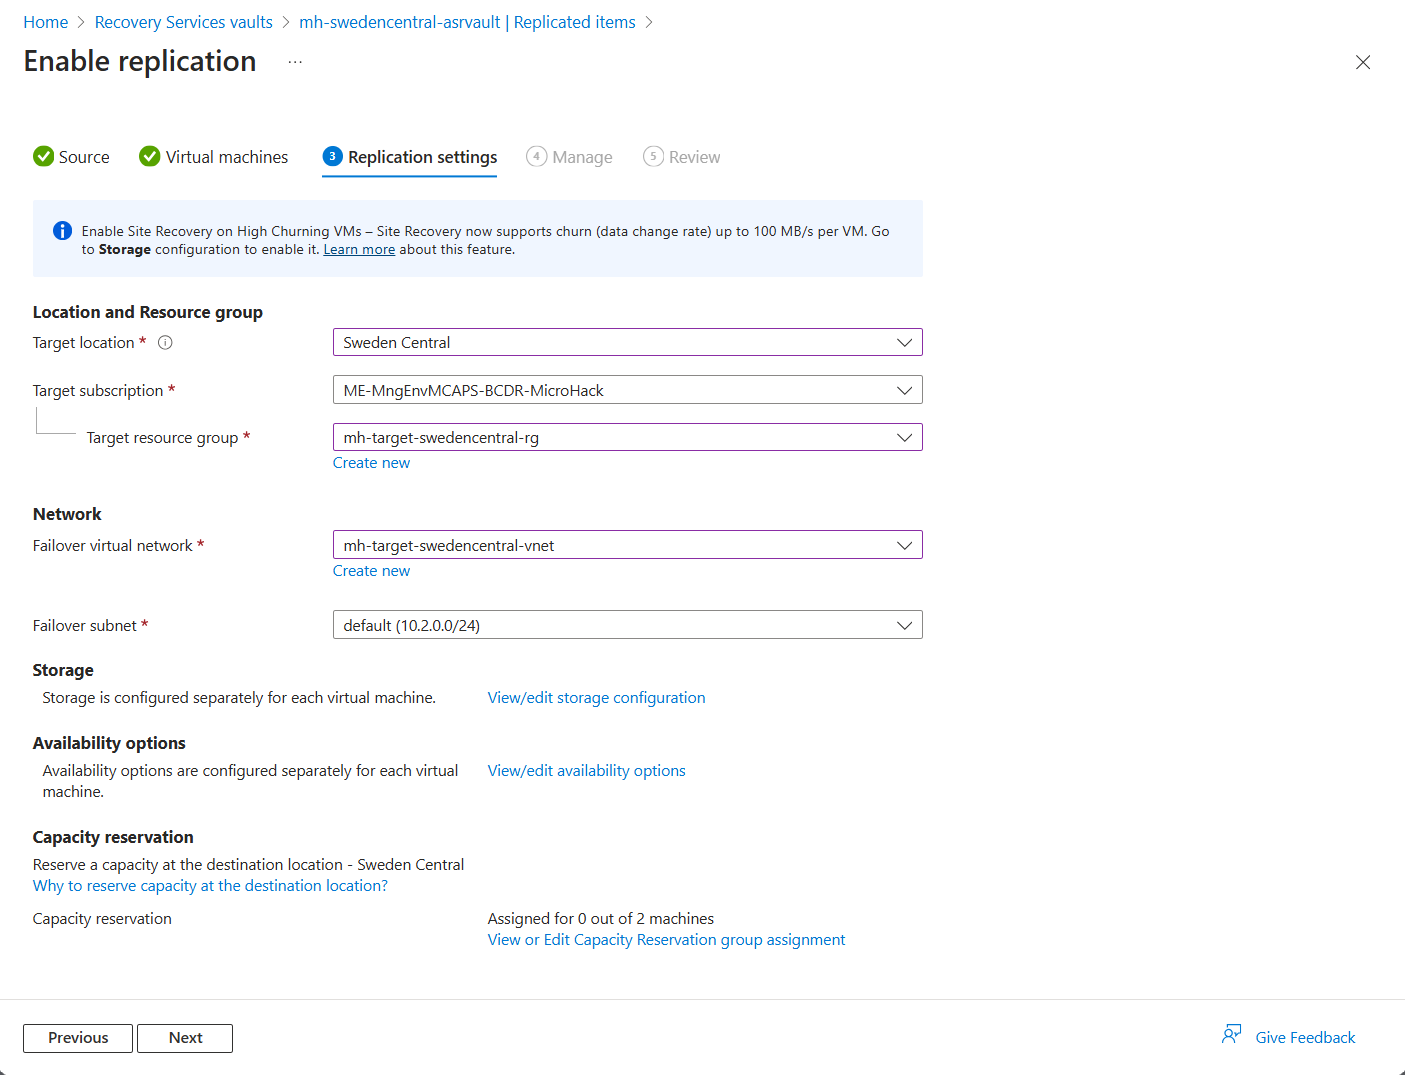 Home > Recovery Services vaults > mh-swedencentral-asrvault | Replicated items >
Enable replication ...
Source Virtual machines 3 Replication settings 4 Manage 5 Review
Enable Site Recovery on High Churning VMs – Site Recovery now supports churn (data change rate) up to 100 MB/s per VM. Go
to Storage configuration to enable it. Learn more about this feature.
Location and Resource group
Target location * Sweden Central
Target subscription * ME-MngEnvMCAPS-BCDR-MicroHack
Target resource group * mh-target-swedencentral-rg
Create new
Network
Failover virtual network * mh-target-swedencentral-vnet
Create new
Failover subnet * default (10.2.0.0/24)
Storage
Storage is configured separately for each virtual machine. View/edit storage configuration
Availability options
Availability options are configured separately for each virtual View/edit availability options
machine.
Capacity reservation
Reserve a capacity at the destination location - Sweden Central
Why to reserve capacity at the destination location?
Capacity reservation Assigned for 0 out of 2 machines
View or Edit Capacity Reservation group assignment
Previous Next Give Feedback